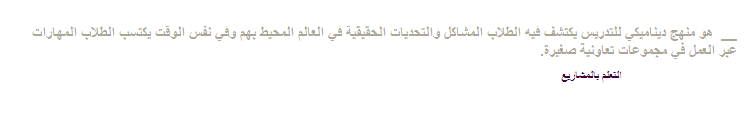 __ هو منهج ديناميكي للتدريس يكتشف فيه الطلاب المشاكل والتحديات الحقيقية في العالم المحيط بهم وفي نفس الوقت يكتسب الطلاب المهارات
عبر العمل في مجموعات تعاونية صغيرة.
التعلم بالمشاريع